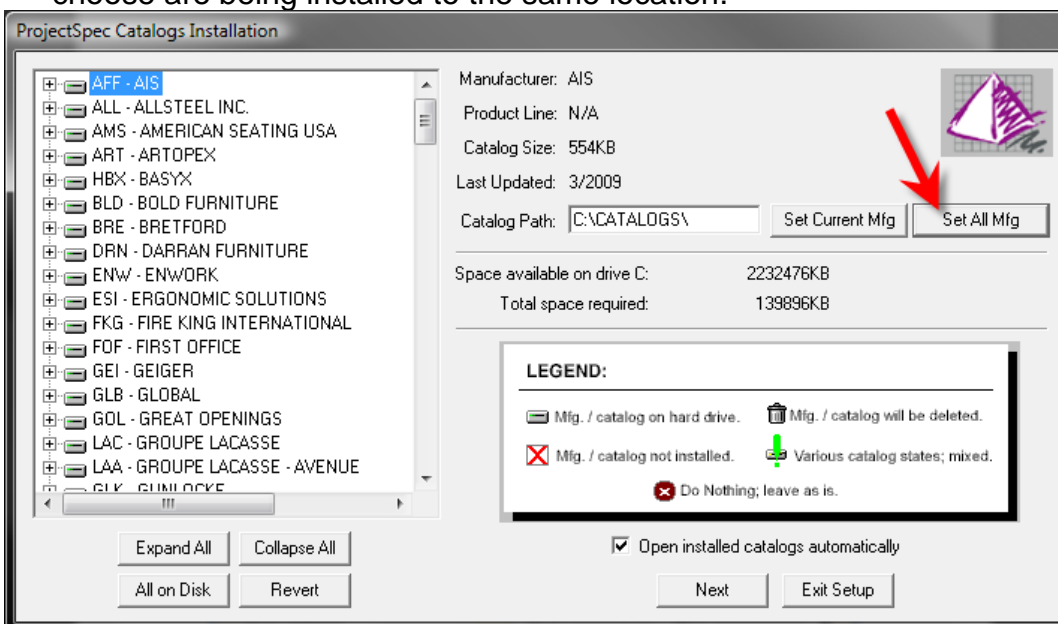 choose are being installed to the same location.
ProjectSpec Catalogs Installation
AFF - AIS
ALL - ALLSTEEL INC.
AMS - AMERICAN SEATING USA
ART - ARTOPEX
HBX - BASYX
BLD - BOLD FURNITURE
BRE - BRETFORD
DRN - DARRAN FURNITURE
ENW - ENWORK
ESI - ERGONOMIC SOLUTIONS
FKG - FIRE KING INTERNATIONAL
FOF - FIRST OFFICE
GEI - GEIGER
GLB - GLOBAL
GOL - GREAT OPENINGS
LAC - GROUPE LACASSE
LAA - GROUPE LACASSE - AVENUE
GLK - GUNLOCKE
Expand All Collapse All
All on Disk Revert
Manufacturer: AIS
Product Line: N/A
Catalog Size: 554KB
Last Updated: 3/2009
Catalog Path: C:\CATALOGS\ Set Current Mfg Set All Mfg
Space available on drive C: 2232476KB
Total space required: 139896KB
LEGEND:
Mfg. / catalog on hard drive. Mfg. / catalog will be deleted.
Mfg. / catalog not installed. Various catalog states; mixed.
Do Nothing; leave as is.
Open installed catalogs automatically
Next Exit Setup